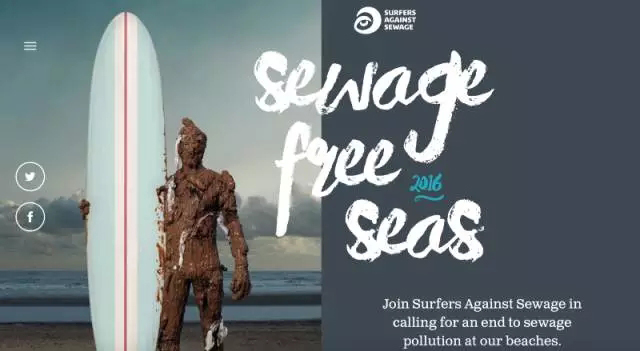 SURFERS
AGAINST
SEWAGE
sewage
free
2016
seas
Join Surfers Against Sewage in
calling for an end to sewage
pollution at our beaches.